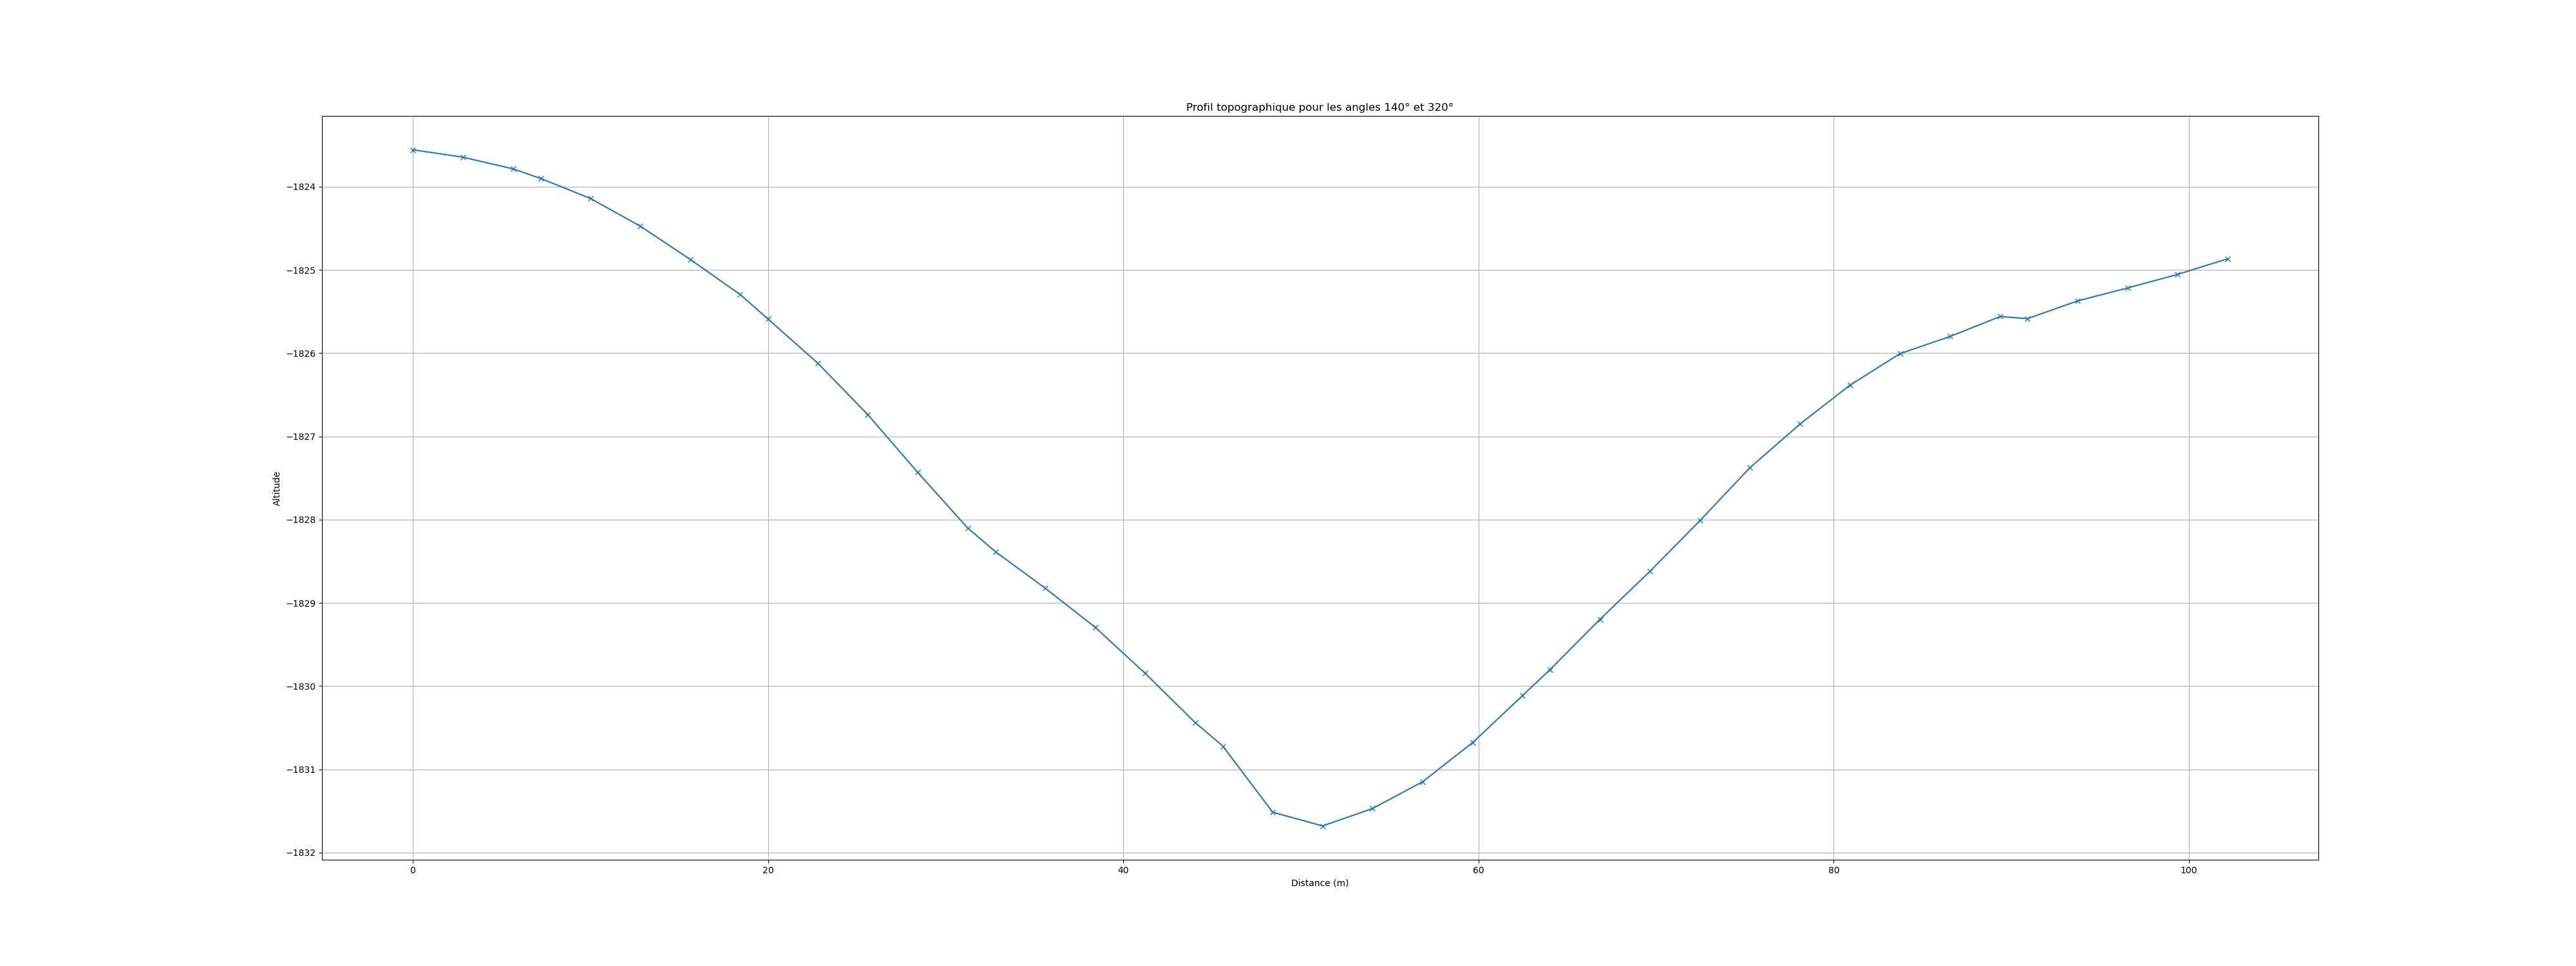 Profil topographique pour les angles 140° et 320°
−1824
−1825
−1826
−1827
−1828
−1829
−1830
−1831
−1832
Altitude
0 20 40 60 80 100
Distance (m)